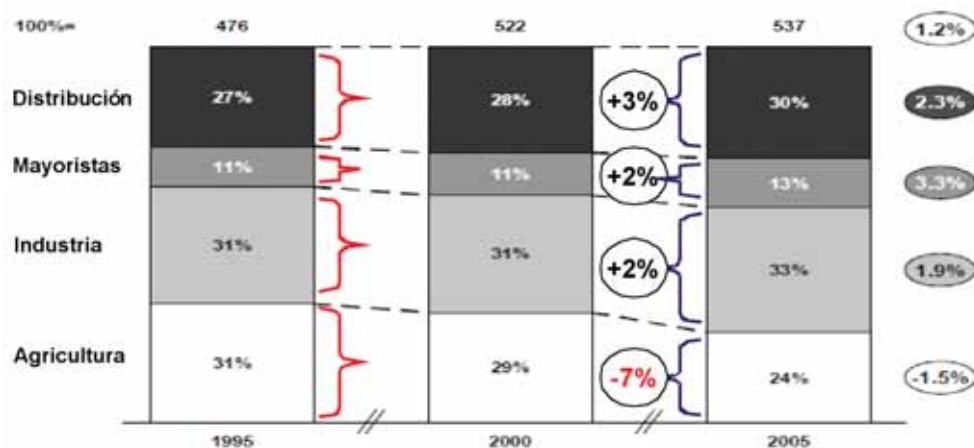 100%= 476 522 537 1.2%
Distribución 27% 28% +3% 30% 2.3%
Mayoristas 11% 11% +2% 13% 3.3%
Industria 31% 31% +2% 33% 1.9%
Agricultura 31% 29% -7% 24% -1.5%
1995 2000 2005